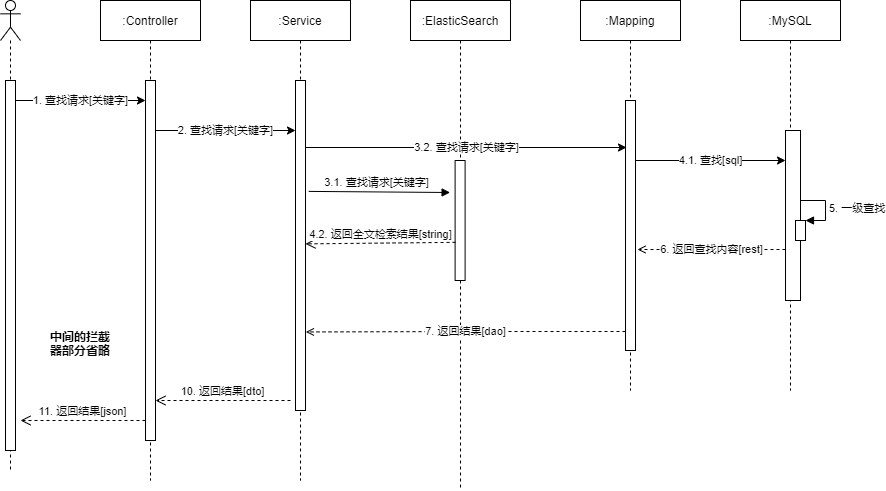 :Controller
:Service
:ElasticSearch
:Mapping
:MySQL
1. 查找请求[关键字]
2. 查找请求[关键字]
3.2. 查找请求[关键字]
4.1. 查找[sql]
3.1. 查找请求[关键字]
5. 一级查找
4.2. 返回全文检索结果[string]
6. 返回查找内容[rest]
7. 返回结果[dao]
中间的拦截
器部分省略
10. 返回结果[dto]
11. 返回结果[json]